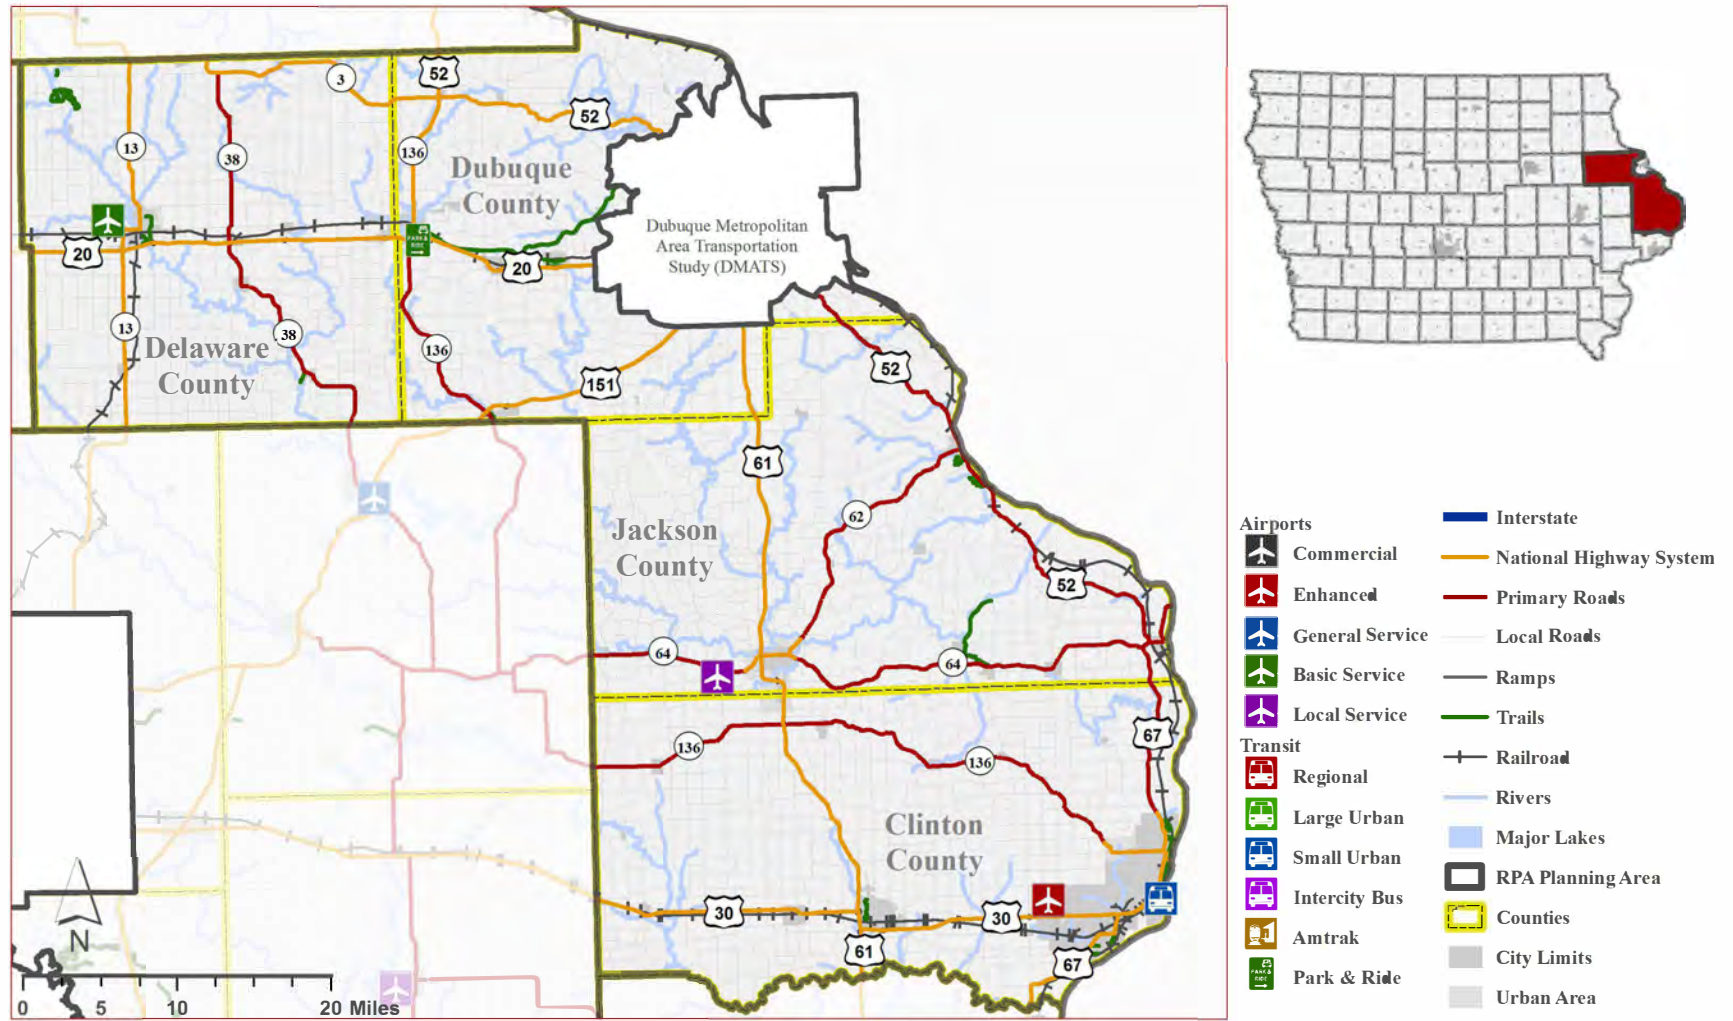 3
52
52
13
38
136
Dubuque
County
Dubuque Metropolitan
Area Transportation
Study (DMATS)
PARK &
RIDE
20
20
13
38
Delaware
County
136
151
52
61
62
Jackson
County
52
64
64
67
136
136
Clinton
County
30
30
61
67
N
0 5 10 20 Miles
Airports
Commercial
Enhanced
General Service
Basic Service
Local Service
Transit
Regional
Large Urban
Small Urban
Intercity Bus
Amtrak
PARK &
RIDE
Park & Ride
Interstate
National Highway System
Primary Roads
Local Roads
Ramps
Trails
Railroad
Rivers
Major Lakes
RPA Planning Area
Counties
City Limits
Urban Area